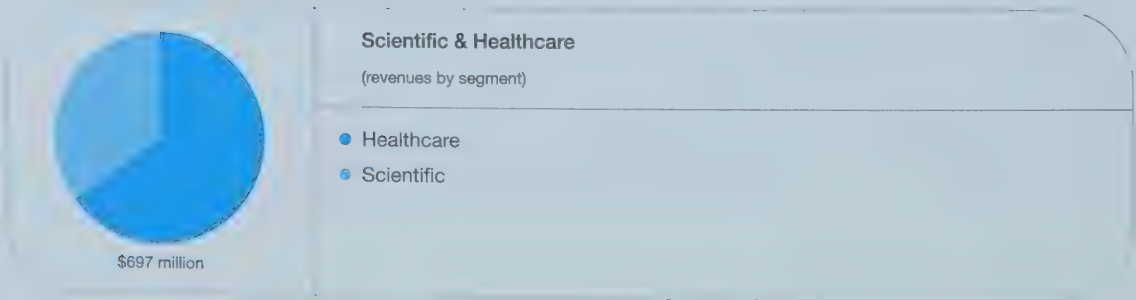 Scientific & Healthcare
(revenues by segment)
Healthcare
Scientific
$697 million